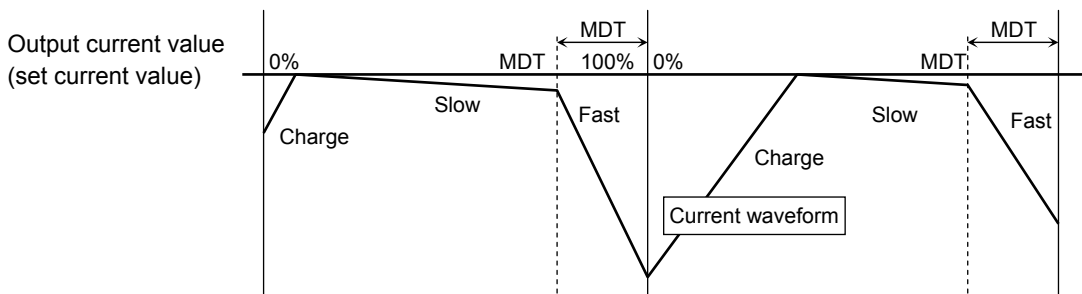 MDT
MDT
Output current value
(set current value)
0%
MDT
100%
0%
MDT
Slow
Fast
Slow
Fast
Charge
Charge
Current waveform